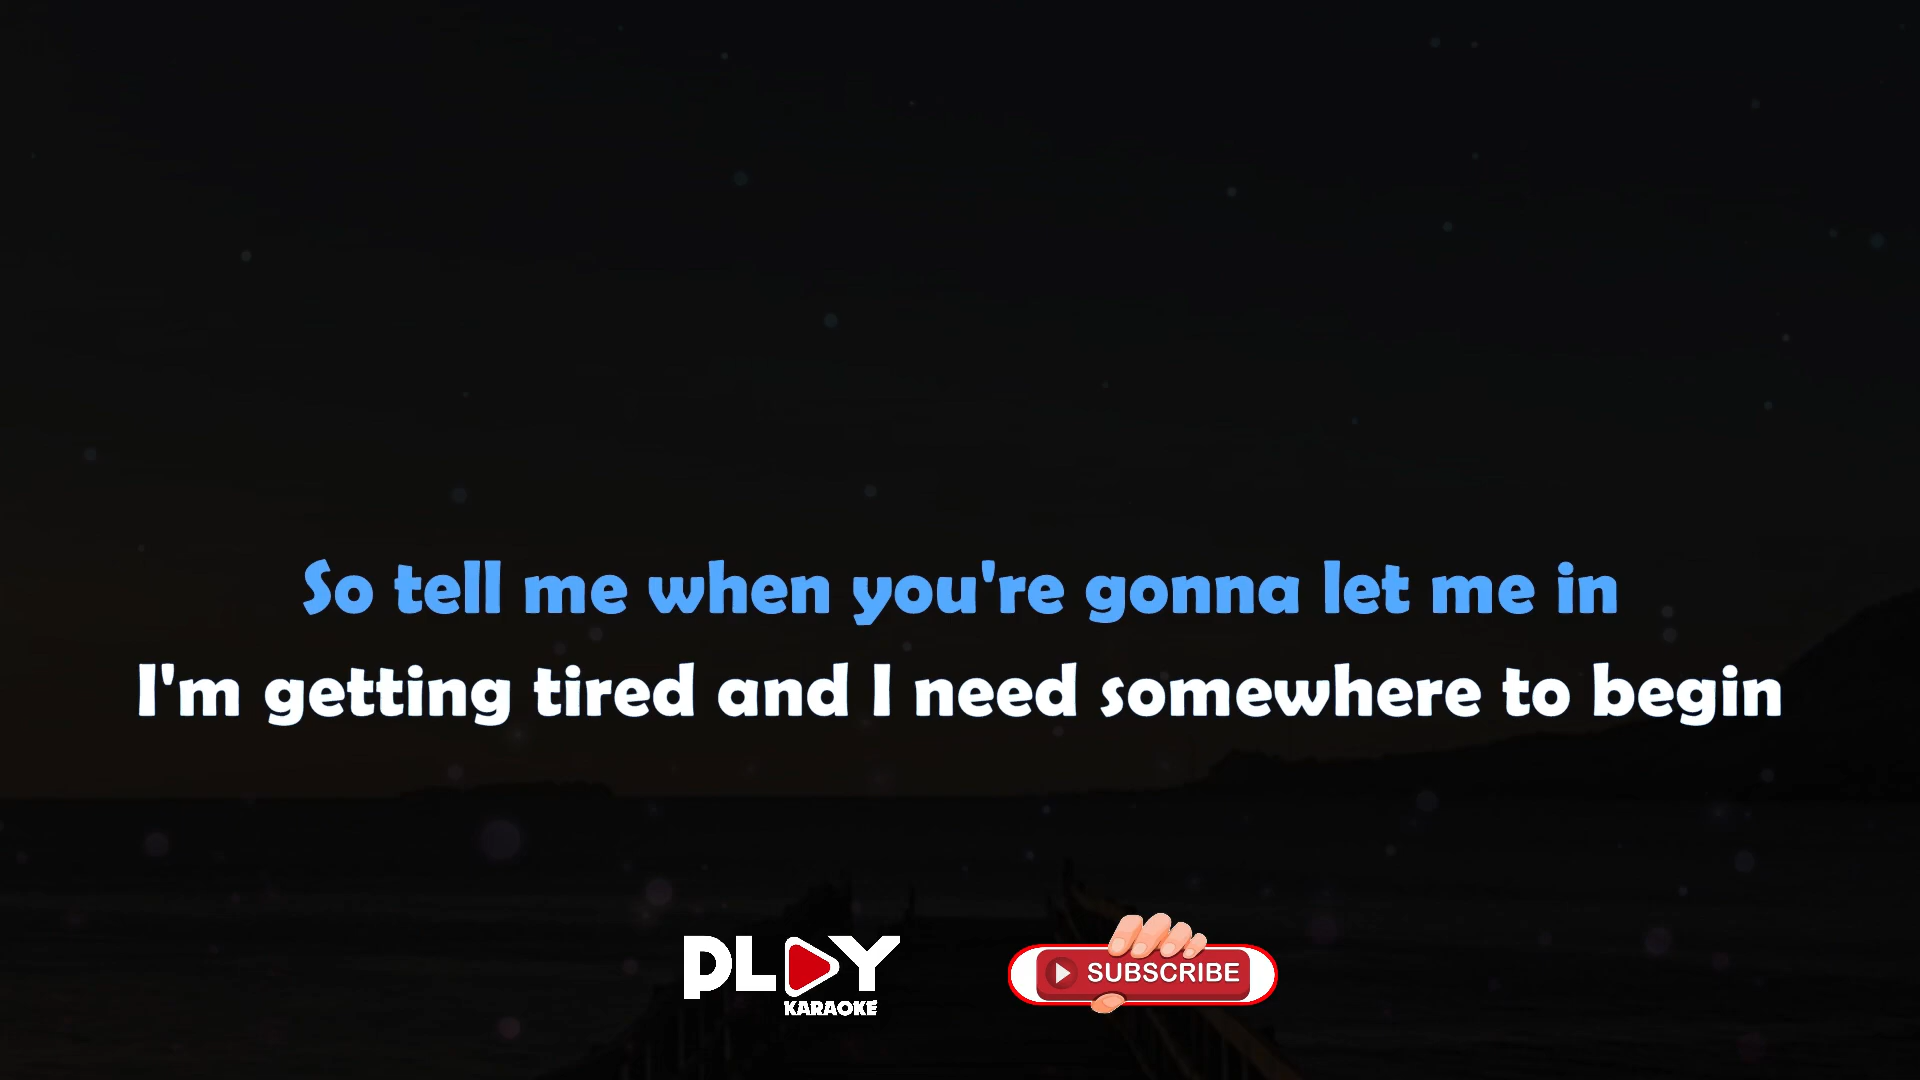 So tell me when you're gonna let me in
I'm getting tired and I need somewhere to begin
PLAY
KARAOKE
SUBSCRIBE